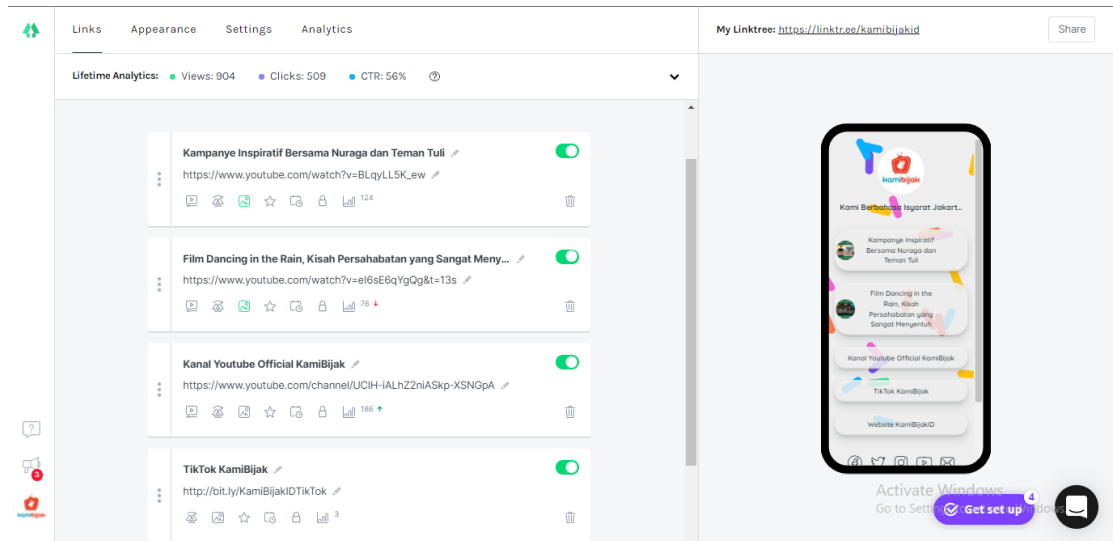 Links Appearance Settings Analytics
My Linktree: https://linktr.ee/kamibijakid
Share
Lifetime Analytics: Views: 904 Clicks: 509 CTR: 56%
Kampanye Inspiratif Bersama Nuraga dan Teman Tuli
https://www.youtube.com/watch?v=BLqyLL5K_ew
124
Film Dancing in the Rain, Kisah Persahabatan yang Sangat Meny...
https://www.youtube.com/watch?v=eI6sE6qYgQg&t=13s
76
Kanal Youtube Official KamiBijak
https://www.youtube.com/channel/UCIH-iALhZ2niASkp-XSNGpA
186
TikTok KamiBijak
http://bit.ly/KamiBijakIDTikTok
3
3
kamibijak
kamibijak
Kami Berbahasa Isyarat Jakart...
Kampanye Inspiratif
Bersama Nuraga dan
Teman Tuli
Film Dancing in the
Rain, Kisah
Persahabatan yang
Sangat Menyentuh
Kanal Youtube Official KamiBijak
TikTok KamiBijak
Website KamiBijakID
Activate Windows
Go to Settings to activate Windows.
4
Get set up